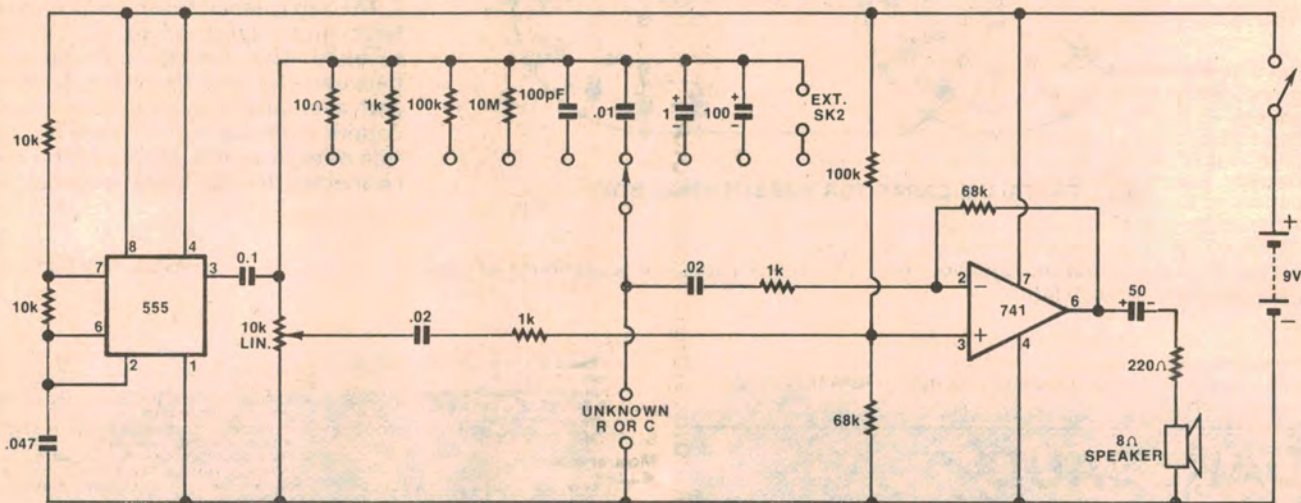 10Ω
1k
100k
10M
100pF
.01
+
1
-
+
100
-
EXT.
SK2
10k
100k
68k
+
9V
-
8
4
7
3
0.1
10k
555
6
2
1
10k
LIN.
.02
1k
.02
1k
2
-
7
741
6
+
3
4
+
50
-
220Ω
UNKNOWN
R OR C
68k
.047
8Ω
SPEAKER